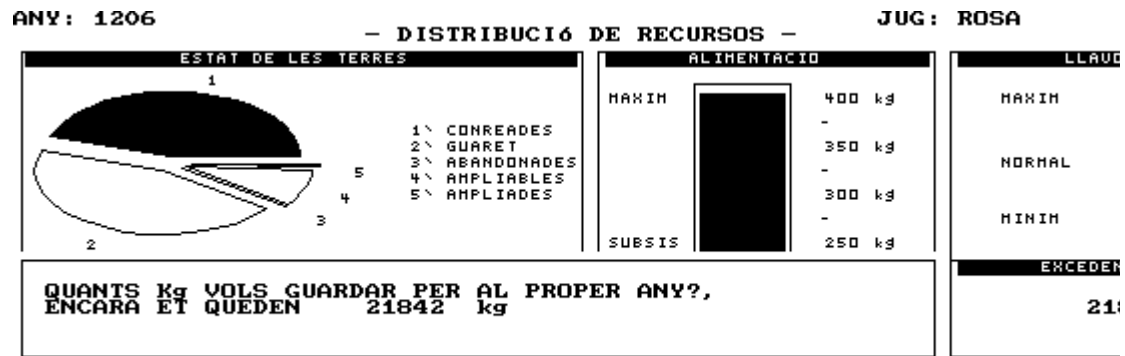 ANY: 1206
JUG: ROSA
- DISTRIBUCIó DE RECURSOS -
ESTAT DE LES TERRES
1
2
3
4
5
1\ CONREADES
2\ GUARET
3\ ABANDONADES
4\ AMPLIABLES
5\ AMPLIADES
ALIMENTACIO
MAXIM
SUBSIS
400 kg
-
350 kg
-
300 kg
-
250 kg
MAXIM
NORMAL
MINIM
QUANTS Kg VOLS GUARDAR PER AL PROPER ANY?,
ENCARA ET QUEDEN 21842 kg